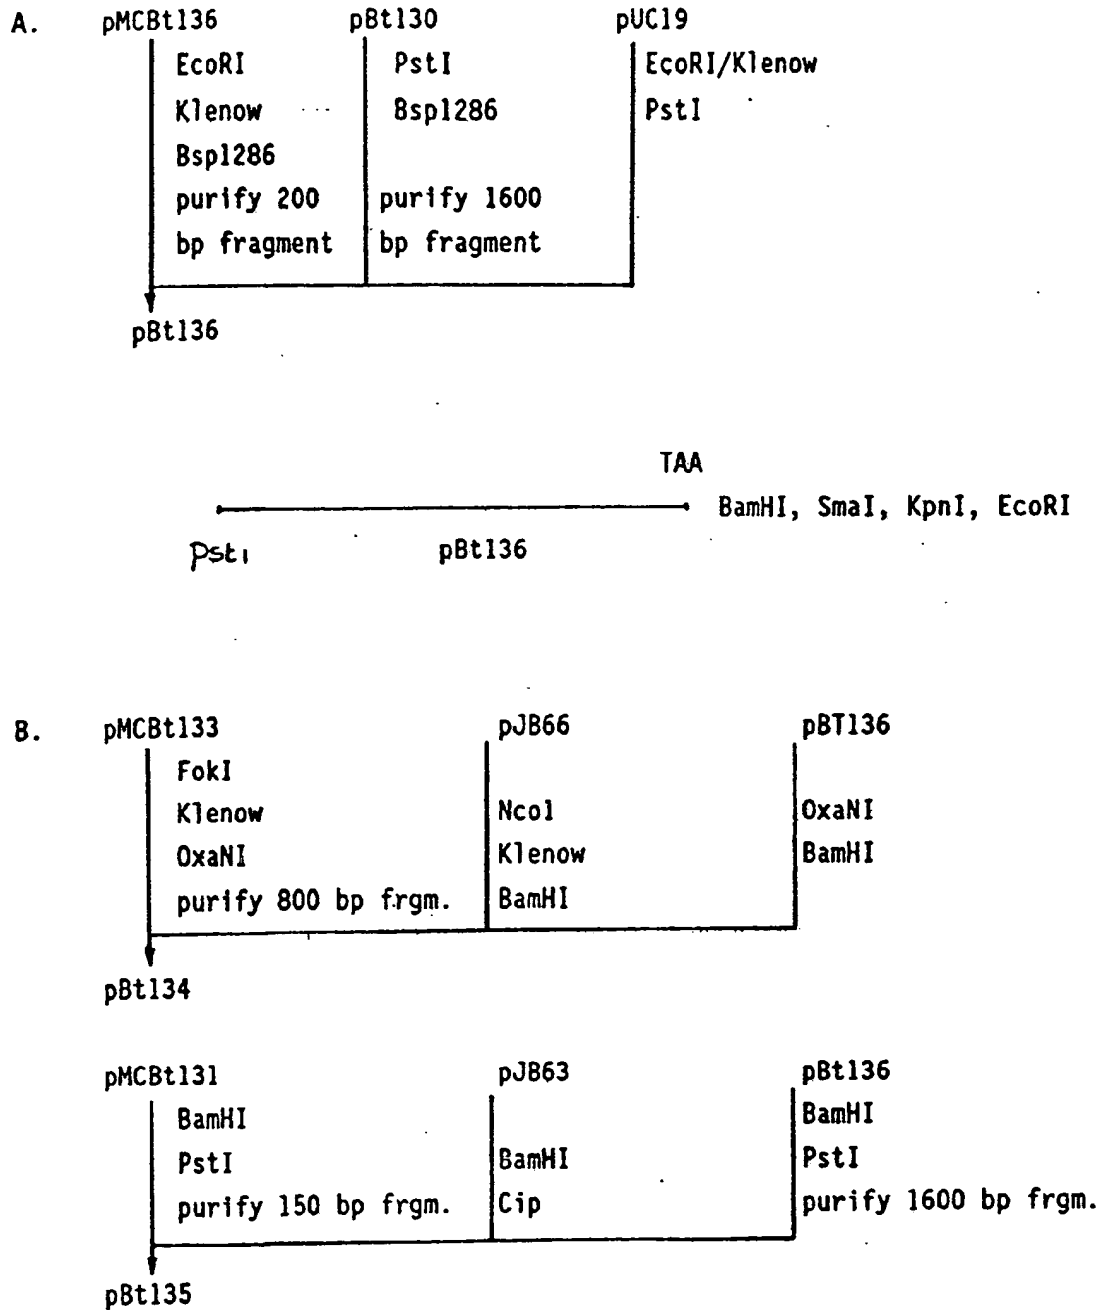 A. pMCBt136 pBt130 pUC19
EcoRI PstI EcoRI/Klenow
Klenow Bsp1286 PstI
Bsp1286
purify 200 purify 1600
bp fragment bp fragment
pBt136
TAA
BamHI, SmaI, KpnI, EcoRI
PstI pBt136
B. pMCBt133 pJB66 pBT136
FokI
Klenow NcoI OxaNI
OxaNI Klenow BamHI
purify 800 bp frgm. BamHI
pBt134
pMCBt131 pJB63 pBt136
BamHI BamHI
PstI BamHI PstI
purify 150 bp frgm. Cip purify 1600 bp frgm.
pBt135